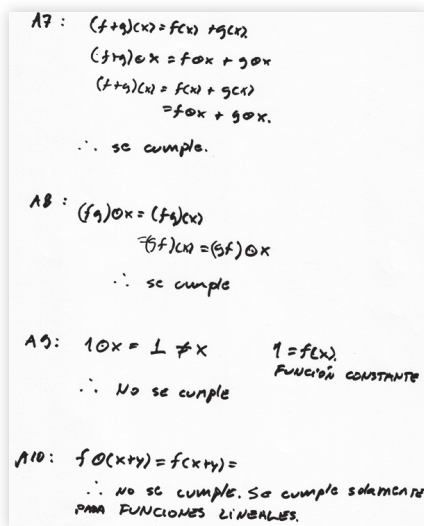 A7: (f+g)(x)=f(x)+g(x).
(f+g)⊙x = f⊙x + g⊙x
(f+g)(x) = f(x) + g(x)
= f⊙x + g⊙x.
∴ se cumple.
A8: (fg)⊙x = (fg)(x)
=(gf)(x) = (gf)⊙x
∴ se cumple
A9: 1⊙x = 1 ≠ x 1 = f(x).
FUNCIÓN CONSTANTE
∴ No se cumple
A10: f⊙(x+y) = f(x+y) =
∴ no se cumple. Se cumple solamente
PARA FUNCIONES LINEALES.